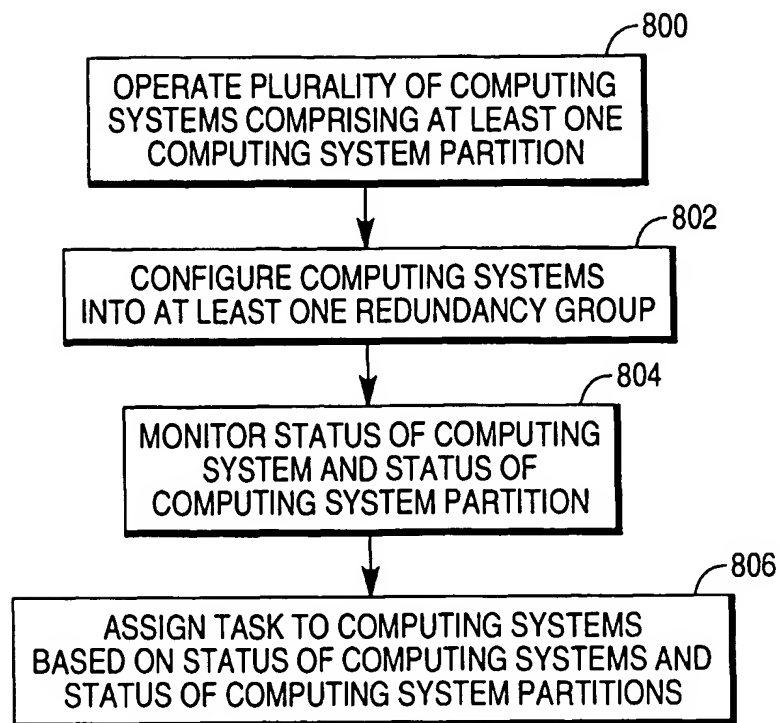 800
OPERATE PLURALITY OF COMPUTING
SYSTEMS COMPRISING AT LEAST ONE
COMPUTING SYSTEM PARTITION
802
CONFIGURE COMPUTING SYSTEMS
INTO AT LEAST ONE REDUNDANCY GROUP
804
MONITOR STATUS OF COMPUTING
SYSTEM AND STATUS OF
COMPUTING SYSTEM PARTITION
806
ASSIGN TASK TO COMPUTING SYSTEMS
BASED ON STATUS OF COMPUTING SYSTEMS AND
STATUS OF COMPUTING SYSTEM PARTITIONS